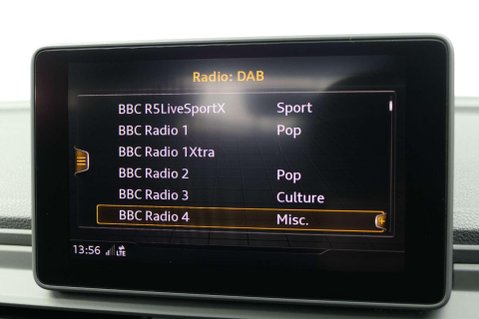 Radio: DAB
BBC R5LiveSportX Sport
BBC Radio 1 Pop
BBC Radio 1Xtra
BBC Radio 2 Pop
BBC Radio 3 Culture
BBC Radio 4 Misc.
13:56 LTE